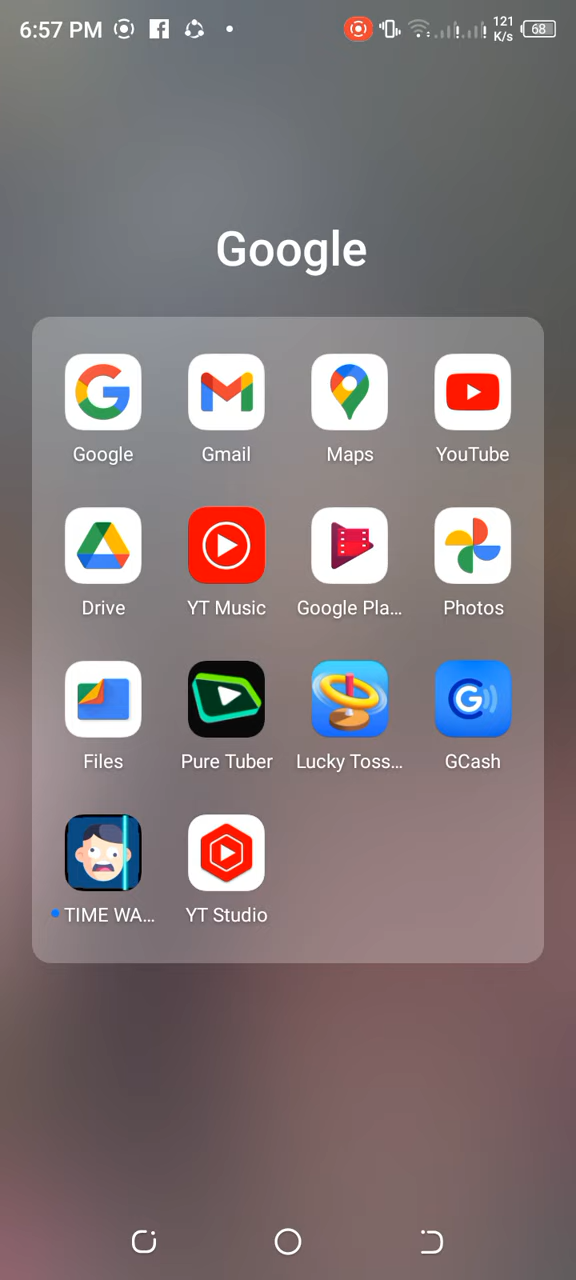 6:57 PM
121
K/s
68
Google
Google
Gmail
Maps
YouTube
Drive
YT Music
Google Pla...
Photos
Files
Pure Tuber
Lucky Toss...
GCash
TIME WA...
YT Studio